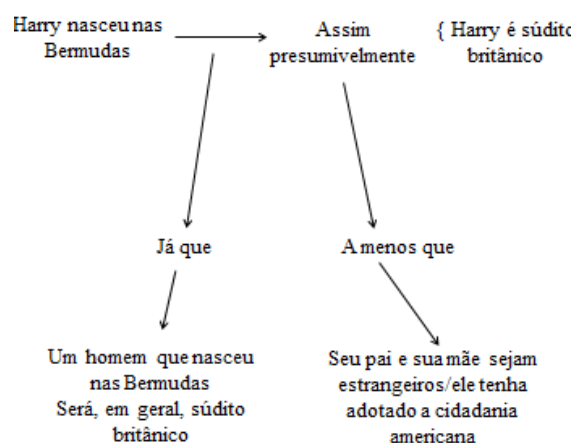 Harry nasceu nas
Bermudas
Assim
presumivelmente
{ Harry é súdito
britânico
Já que
A menos que
Um homem que nasceu
nas Bermudas
Será, em geral, súdito
britânico
Seu pai e sua mãe sejam
estrangeiros/ele tenha
adotado a cidadania
americana